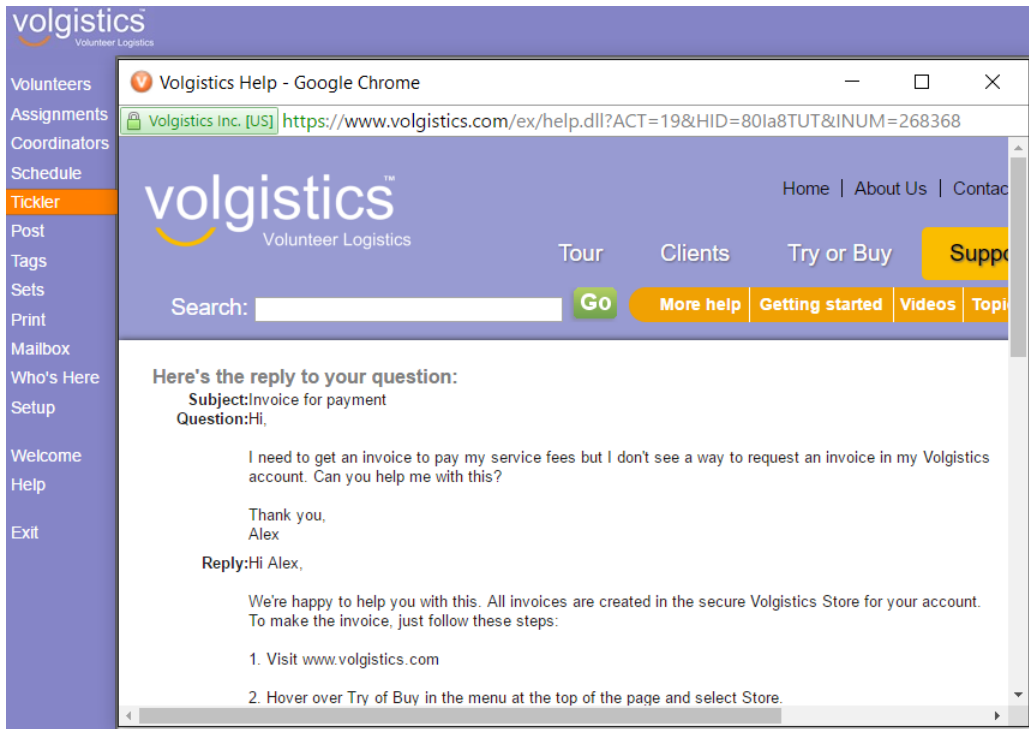 volgistics™
Volunteer Logistics
Volunteers
Assignments
Coordinators
Schedule
Tickler
Post
Tags
Sets
Print
Mailbox
Who's Here
Setup
Welcome
Help
Exit
Volgistics Help - Google Chrome
Volgistics Inc. [US] https://www.volgistics.com/ex/help.dll?ACT=19&HID=80Ia8TUT&INUM=268368
volgistics™
Volunteer Logistics
Home | About Us | Contac
Tour Clients Try or Buy Suppo
Search: Go More help Getting started Videos Topi
Here's the reply to your question:
Subject:Invoice for payment
Question:Hi,
I need to get an invoice to pay my service fees but I don't see a way to request an invoice in my Volgistics
account. Can you help me with this?
Thank you,
Alex
Reply:Hi Alex,
We're happy to help you with this. All invoices are created in the secure Volgistics Store for your account.
To make the invoice, just follow these steps:
1. Visit www.volgistics.com
2. Hover over Try of Buy in the menu at the top of the page and select Store.